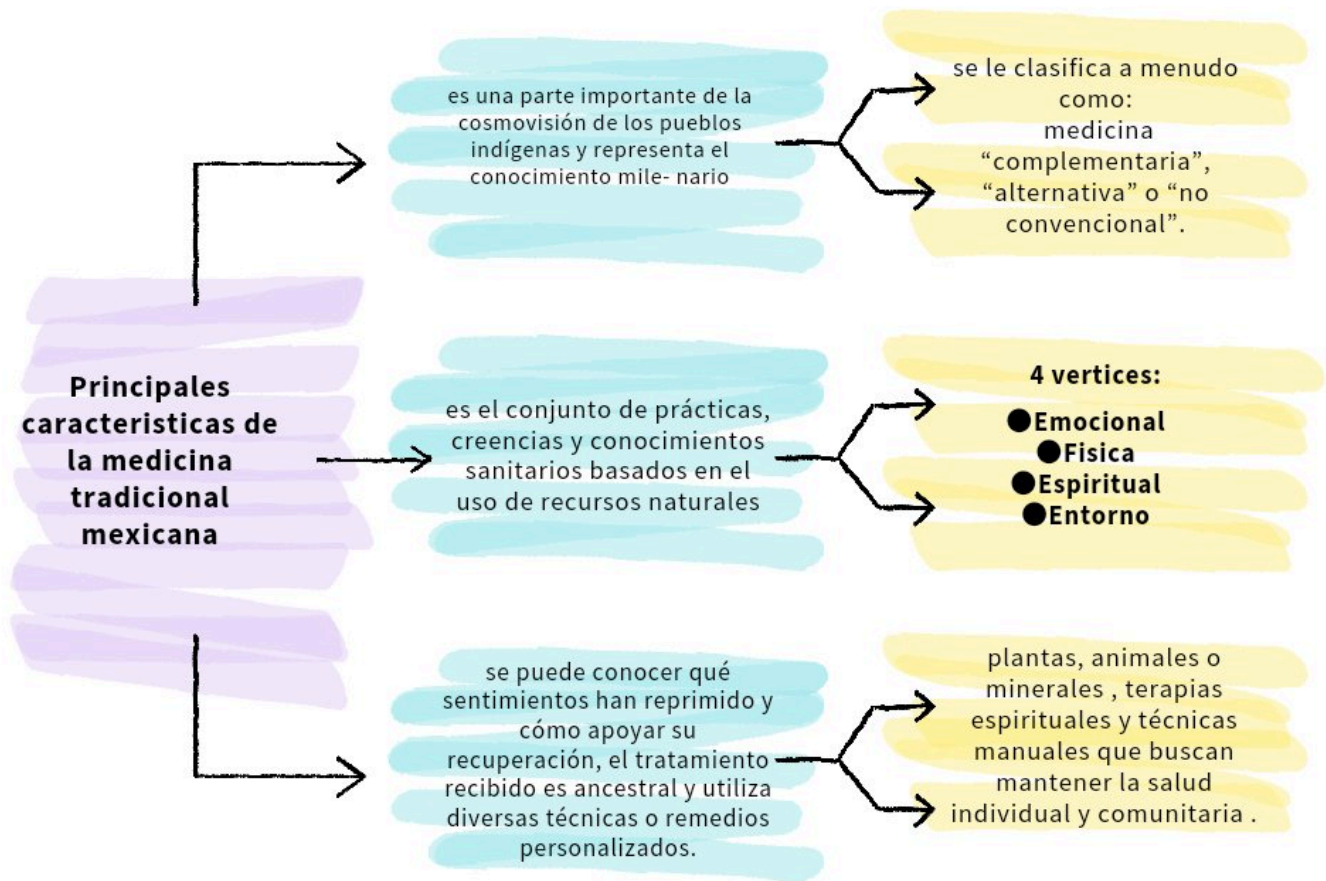 Principales
caracteristicas de
la medicina
tradicional
mexicana
es una parte importante de la
cosmovisión de los pueblos
indígenas y representa el
conocimiento mile- nario
se le clasifica a menudo
como:
medicina
“complementaria”,
“alternativa” o “no
convencional”.
es el conjunto de prácticas,
creencias y conocimientos
sanitarios basados en el
uso de recursos naturales
4 vertices:
●Emocional
●Fisica
●Espiritual
●Entorno
se puede conocer qué
sentimientos han reprimido y
cómo apoyar su
recuperación, el tratamiento
recibido es ancestral y utiliza
diversas técnicas o remedios
personalizados.
plantas, animales o
minerales , terapias
espirituales y técnicas
manuales que buscan
mantener la salud
individual y comunitaria .